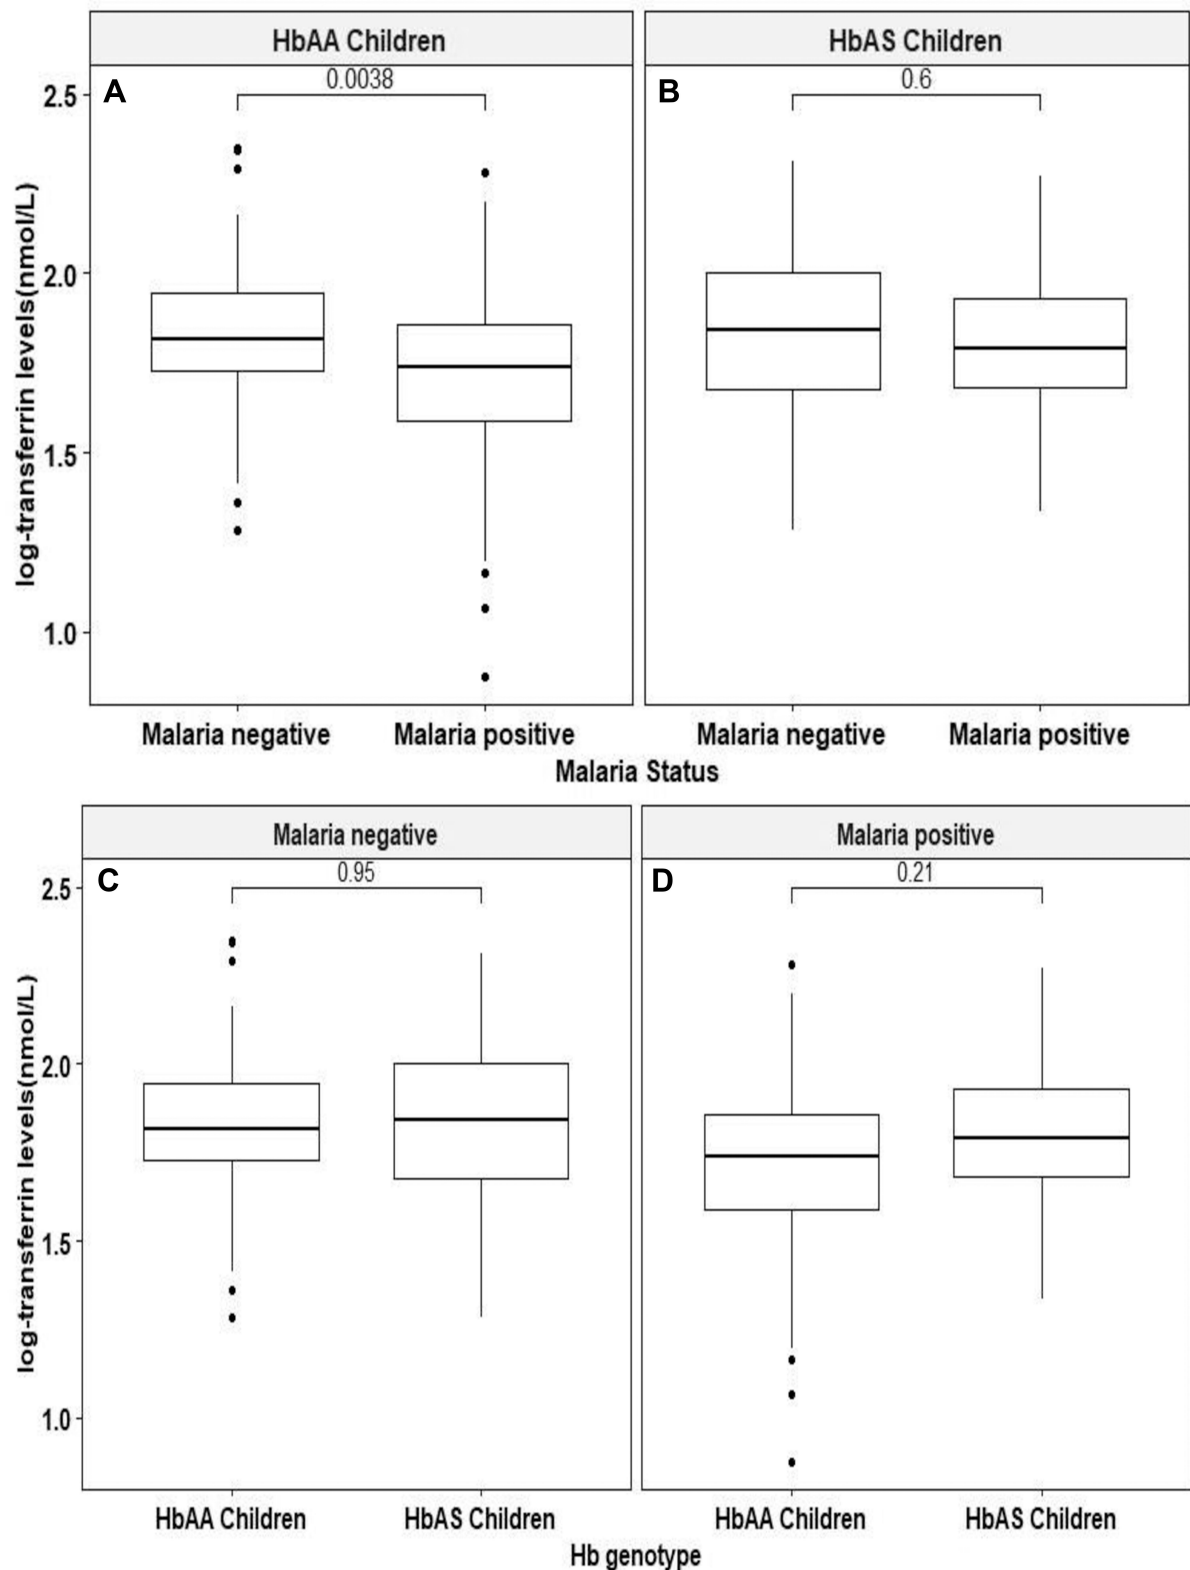 HbAA Children
HbAS Children
A
0.0038
B
0.6
2.5
2.0
1.5
1.0
log-transferrin levels(nmol/L)
Malaria negative
Malaria positive
Malaria negative
Malaria positive
Malaria Status
Malaria negative
Malaria positive
C
0.95
D
0.21
2.5
2.0
1.5
1.0
log-transferrin levels(nmol/L)
HbAA Children
HbAS Children
HbAA Children
HbAS Children
Hb genotype